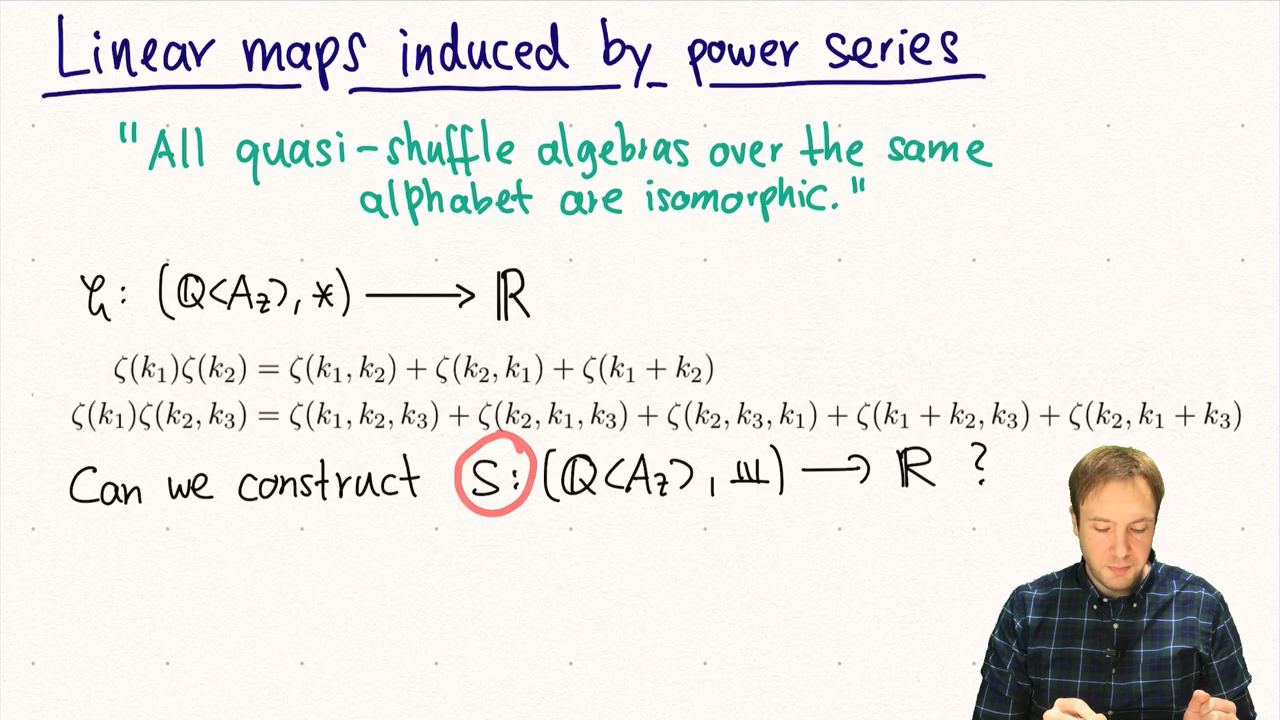 Linear maps induced by power series
"All quasi-shuffle algebras over the same
alphabet are isomorphic."
ζ: (ℚ<A_z>, *) ⟶ ℝ
ζ(k₁)ζ(k₂) = ζ(k₁, k₂) + ζ(k₂, k₁) + ζ(k₁ + k₂)
ζ(k₁)ζ(k₂, k₃) = ζ(k₁, k₂, k₃) + ζ(k₂, k₁, k₃) + ζ(k₂, k₃, k₁) + ζ(k₁ + k₂, k₃) + ζ(k₂, k₁ + k₃)
Can we construct S: (ℚ<A_z>, ш) ⟶ ℝ ?